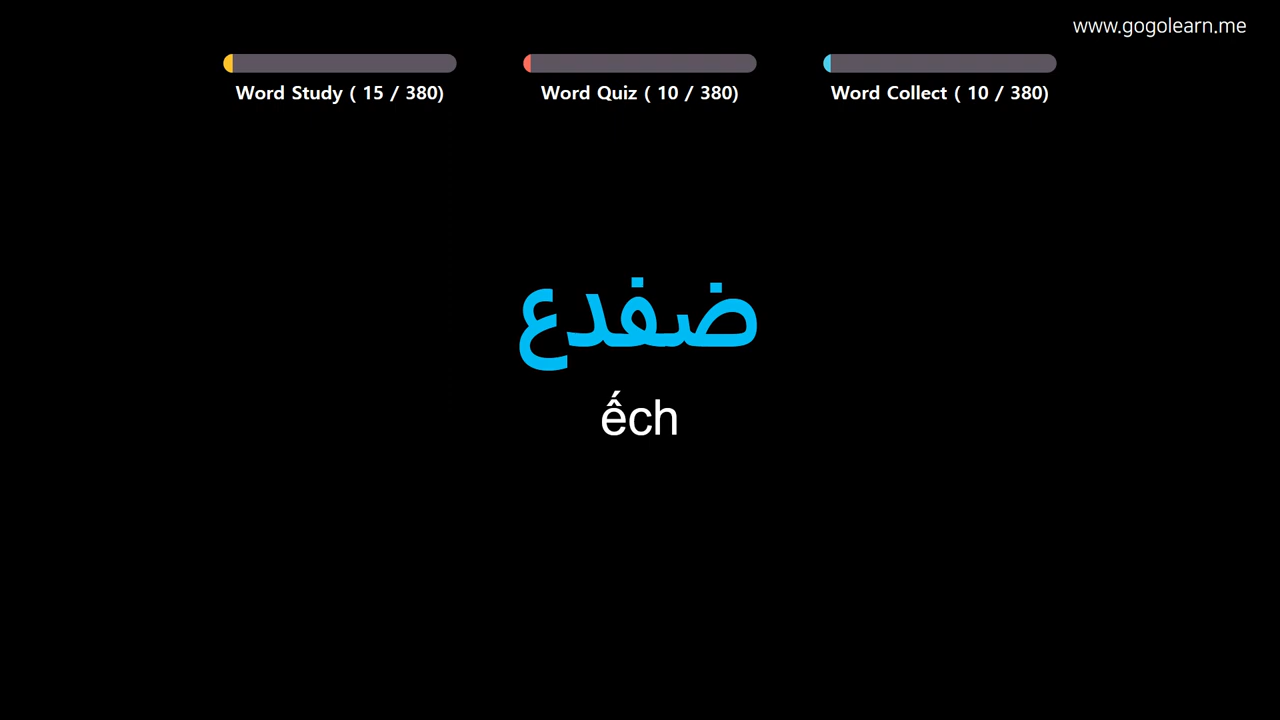 www.gogolearn.me
Word Study ( 15 / 380)
Word Quiz ( 10 / 380)
Word Collect ( 10 / 380)
ضفدع
ếch